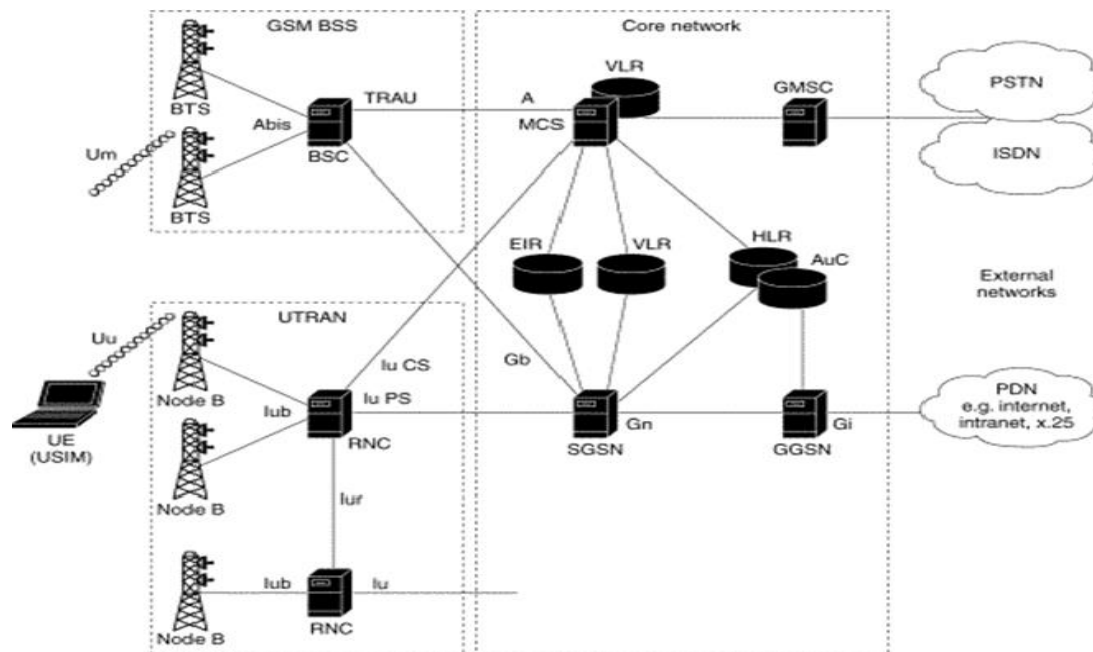 GSM BSS
Core network
VLR
GMSC
PSTN
BTS
TRAU
A
Abis
MCS
Um
BSC
ISDN
BTS
EIR
VLR
HLR
AuC
External
networks
UTRAN
Uu
Iu CS
Gb
Node B
Iu PS
PDN
e.g. internet,
intranet, x.25
Iub
UE
(USIM)
RNC
Gn
Gi
SGSN
GGSN
Node B
Iur
Iub
Iu
RNC
Node B